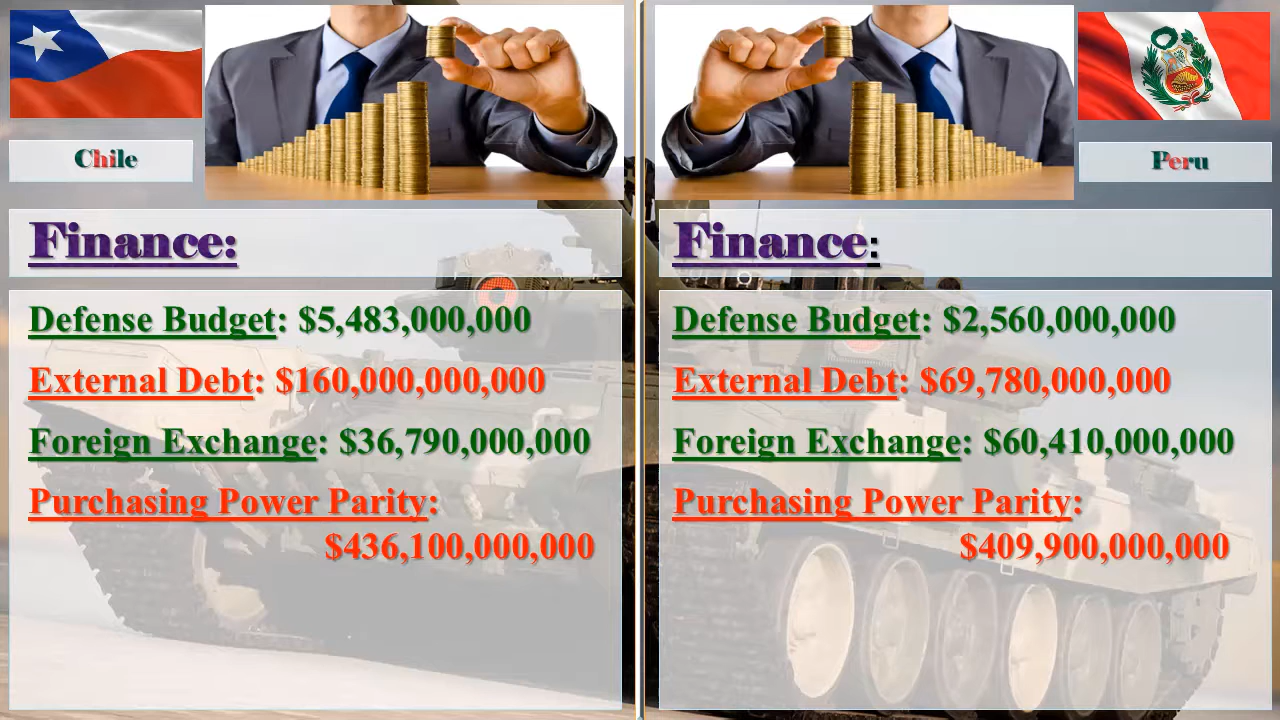 Chile
Finance:
Defense Budget: $5,483,000,000
External Debt: $160,000,000,000
Foreign Exchange: $36,790,000,000
Purchasing Power Parity:
$436,100,000,000
Peru
Finance:
Defense Budget: $2,560,000,000
External Debt: $69,780,000,000
Foreign Exchange: $60,410,000,000
Purchasing Power Parity:
$409,900,000,000